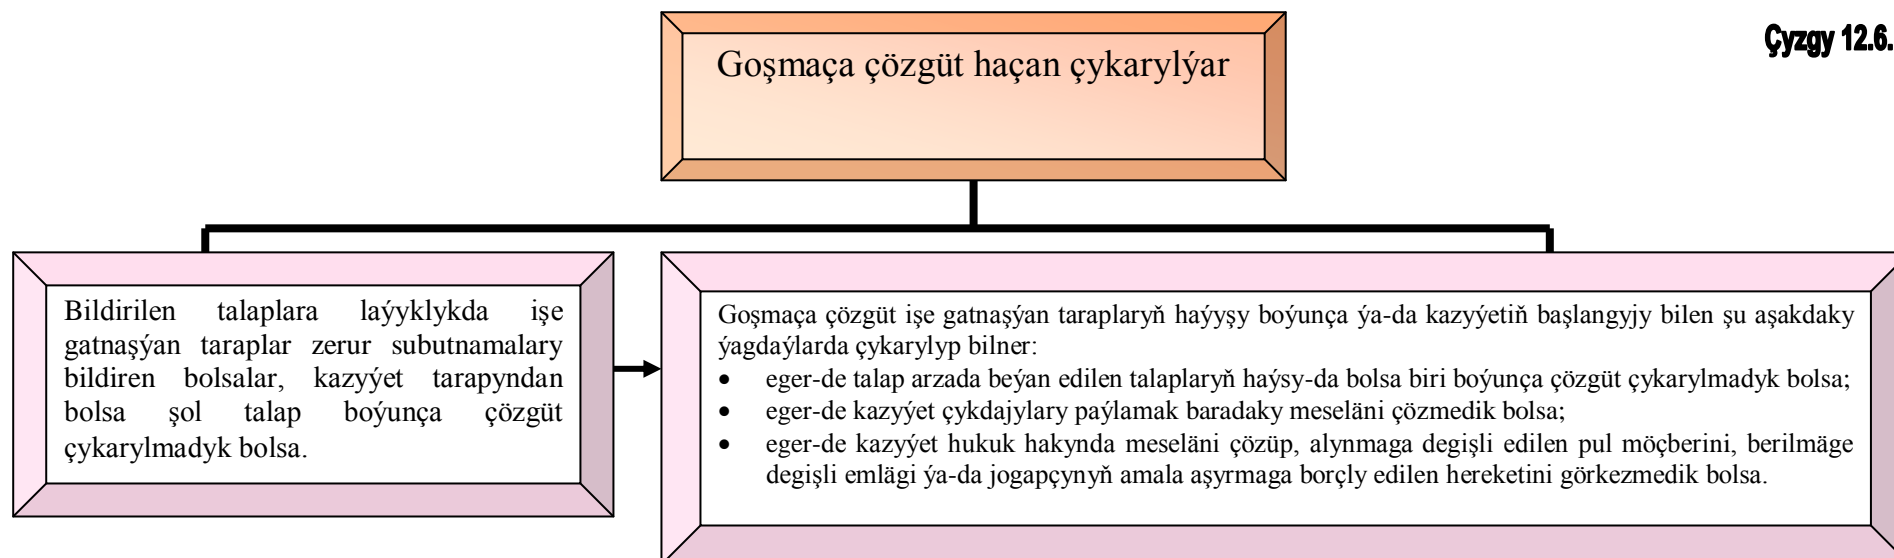 Çyzgy 12.6.
Goşmaça çözgüt haçan çykarylýar
Bildirilen talaplara laýyklykda işe
gatnaşýan taraplar zerur subutnamalary
bildiren bolsalar, kazyýet tarapyndan
bolsa şol talap boýunça çözgüt
çykarylmadyk bolsa.
Goşmaça çözgüt işe gatnaşýan taraplaryň haýyşy boýunça ýa-da kazyýetiň başlangyjy bilen şu aşakdaky
ýagdaýlarda çykarylyp bilner:
• eger-de talap arzada beýan edilen talaplaryň haýsy-da bolsa biri boýunça çözgüt çykarylmadyk bolsa;
• eger-de kazyýet çykdajylary paýlamak baradaky meseläni çözmedik bolsa;
• eger-de kazyýet hukuk hakynda meseläni çözüp, alynmaga degişli edilen pul möçberini, berilmäge
degişli emlägi ýa-da jogapçynyň amala aşyrmaga borçly edilen hereketini görkezmedik bolsa.